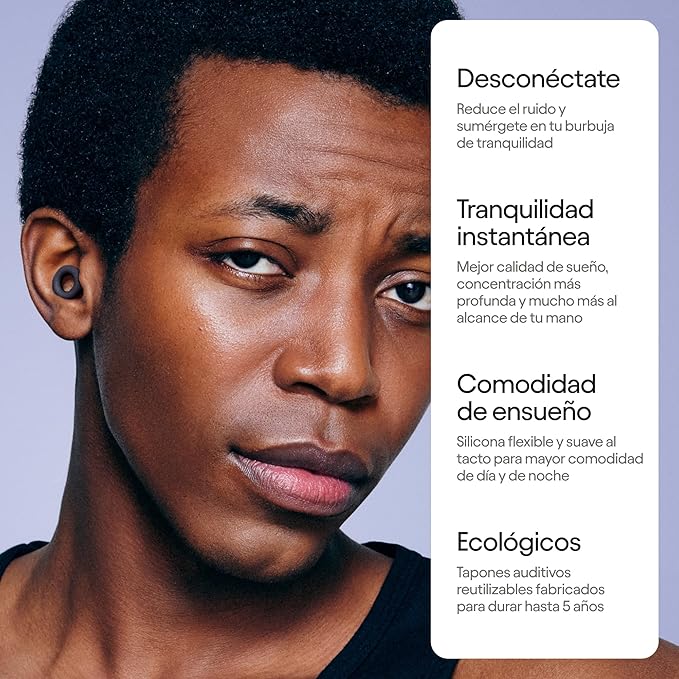 Desconéctate
Reduce el ruido y
sumérgete en tu burbuja
de tranquilidad
Tranquilidad
instantánea
Mejor calidad de sueño,
concentración más
profunda y mucho más al
alcance de tu mano
Comodidad
de ensueño
Silicona flexible y suave al
tacto para mayor comodidad
de día y de noche
Ecológicos
Tapones auditivos
reutilizables fabricados
para durar hasta 5 años